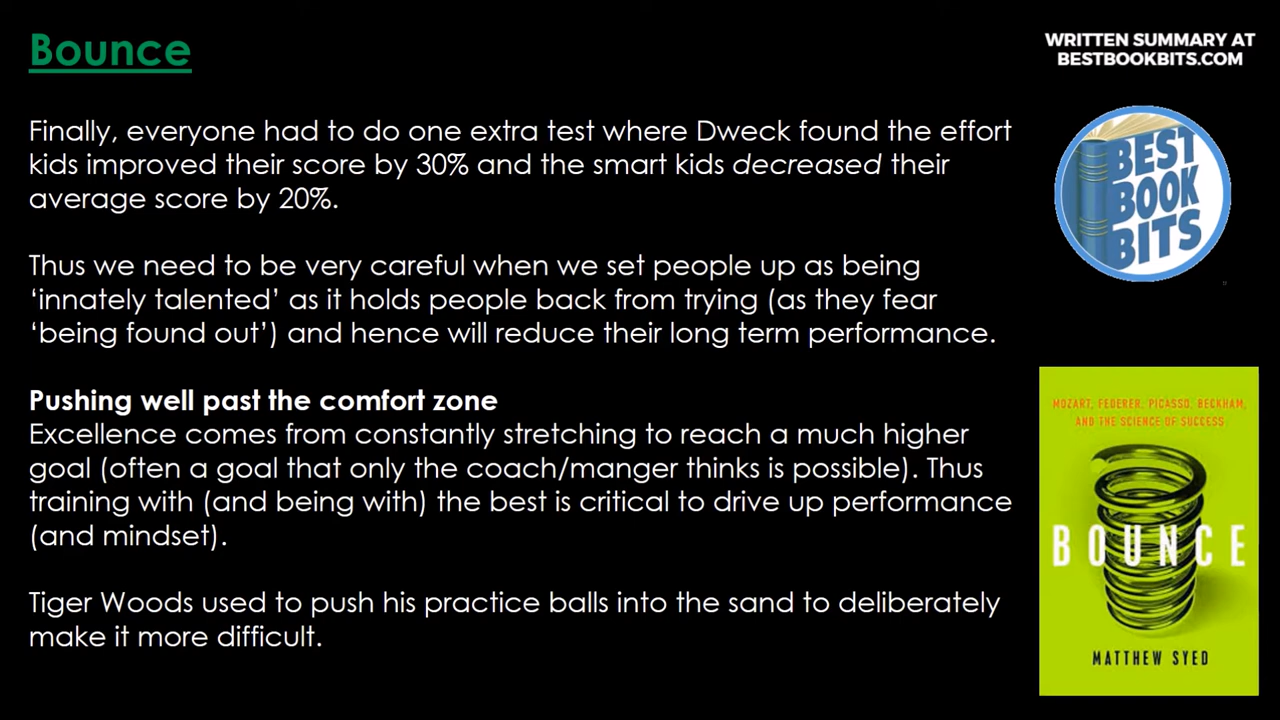 Bounce
WRITTEN SUMMARY AT
BESTBOOKBITS.COM
Finally, everyone had to do one extra test where Dweck found the effort
kids improved their score by 30% and the smart kids decreased their
average score by 20%.
Thus we need to be very careful when we set people up as being
‘innately talented’ as it holds people back from trying (as they fear
‘being found out’) and hence will reduce their long term performance.
Pushing well past the comfort zone
Excellence comes from constantly stretching to reach a much higher
goal (often a goal that only the coach/manger thinks is possible). Thus
training with (and being with) the best is critical to drive up performance
(and mindset).
Tiger Woods used to push his practice balls into the sand to deliberately
make it more difficult.
BEST
BOOK
BITS
MOZART, FEDERER, PICASSO, BECKHAM,
AND THE SCIENCE OF SUCCESS
BOUNCE
MATTHEW SYED